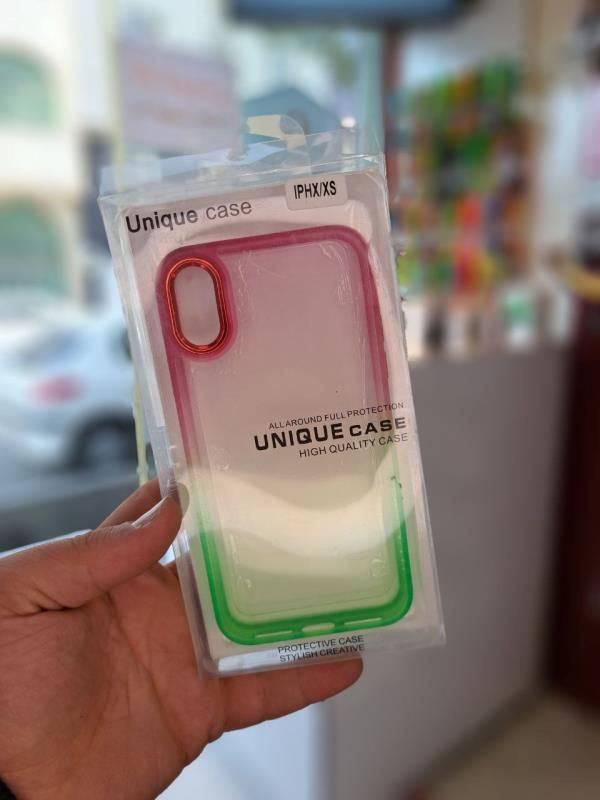 IPHX/XS
Unique case
ALLAROUND FULL PROTECTION
UNIQUE CASE
HIGH QUALITY CASE
PROTECTIVE CASE
STYLISH CREATIVE